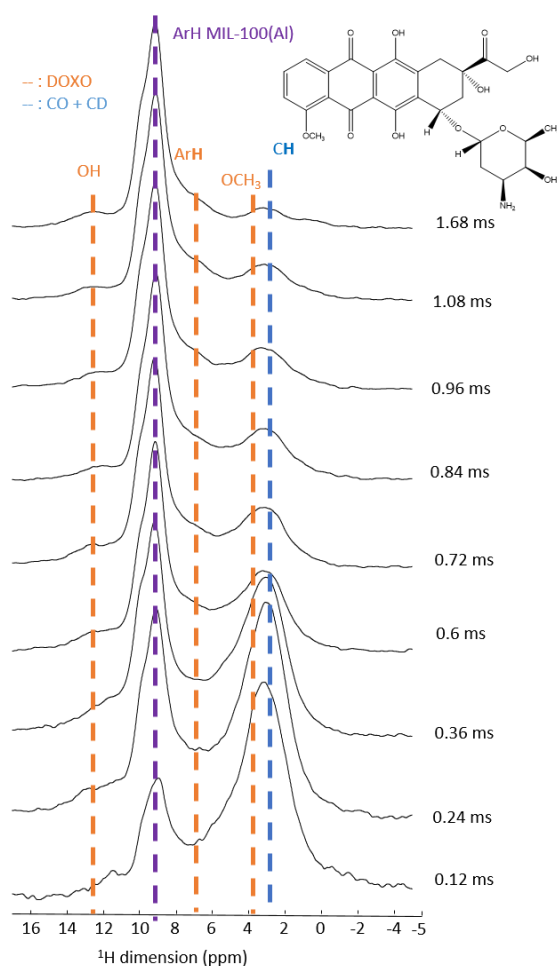 ArH MIL-100(Al)
-- : DOXO
-- : CO + CD
O
OH
O
OH
OH
OCH3
O
OH
H
O
O
H
OH
NH2
OH
ArH
CH
OCH3
1.68 ms
1.08 ms
0.96 ms
0.84 ms
0.72 ms
0.6 ms
0.36 ms
0.24 ms
0.12 ms
16 14 12 10 8 6 4 2 0 -2 -4 -5
¹H dimension (ppm)